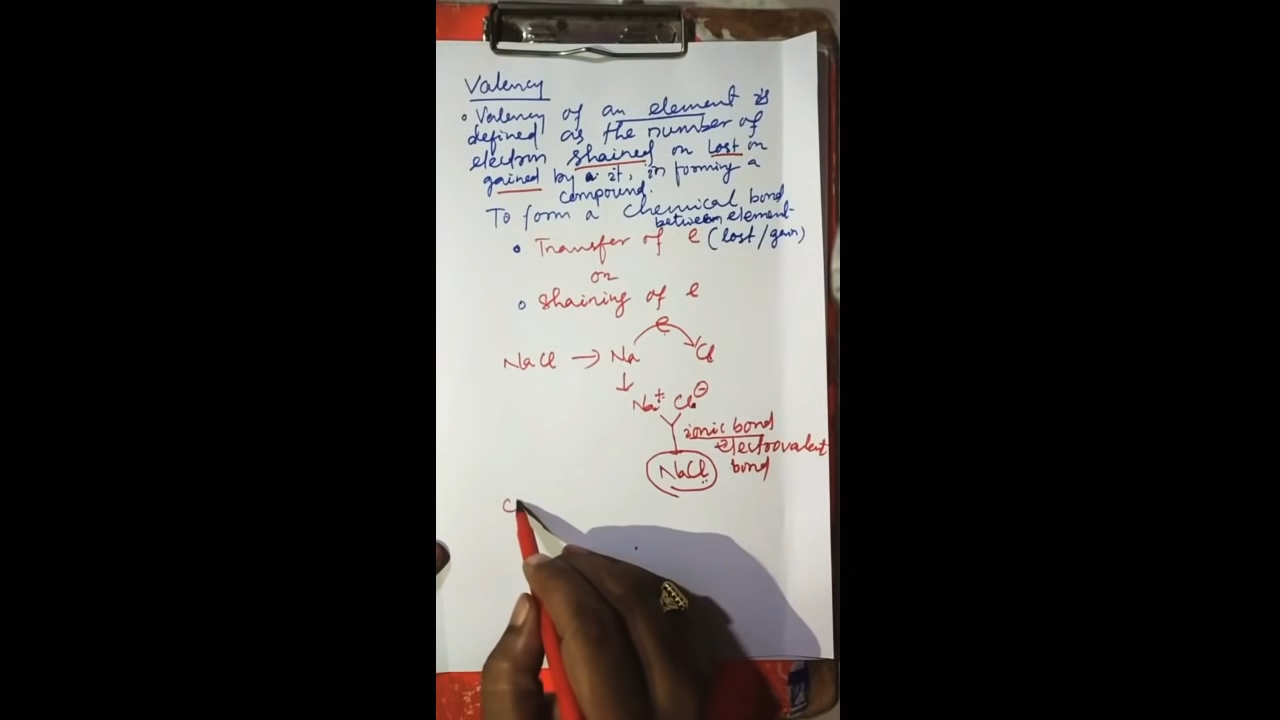 Valency
• Valency of an element is
defined as the number of
electron shained or Lost or
gained by it, in forming a
compound.
To form a Chemical bond
between element
• Transfer of e (lost/gain)
or
• Shaining of e
e
NaCl → Na Cl
↓
Na⁺ Cl⊖
ionic bond
electrovalent
bond
NaCl
C